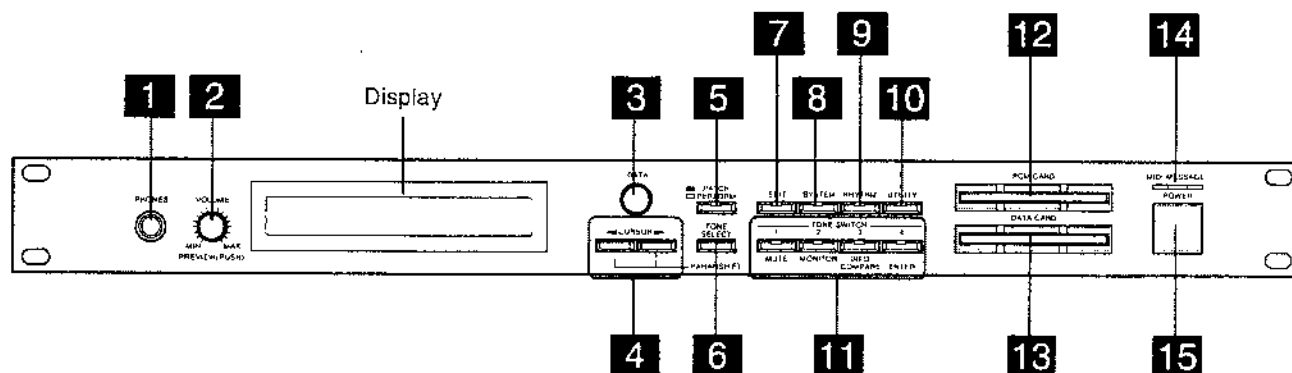 7 9 12 14
1 2 Display 3 5 8 10
DATA
PATCH
PERFORM
EDIT SYSTEM RHYTHM UTILITY
PCM CARD
MIDI MESSAGE
POWER
PHONES VOLUME
CURSOR
TONE
SELECT
TONE SWITCH
1 2 3 4
DATA CARD
MIN MAX
PREVIEW(PUSH)
PARAM SHIFT
MUTE MONITOR INFO ENTER
COMPARE
4 6 11 13 15